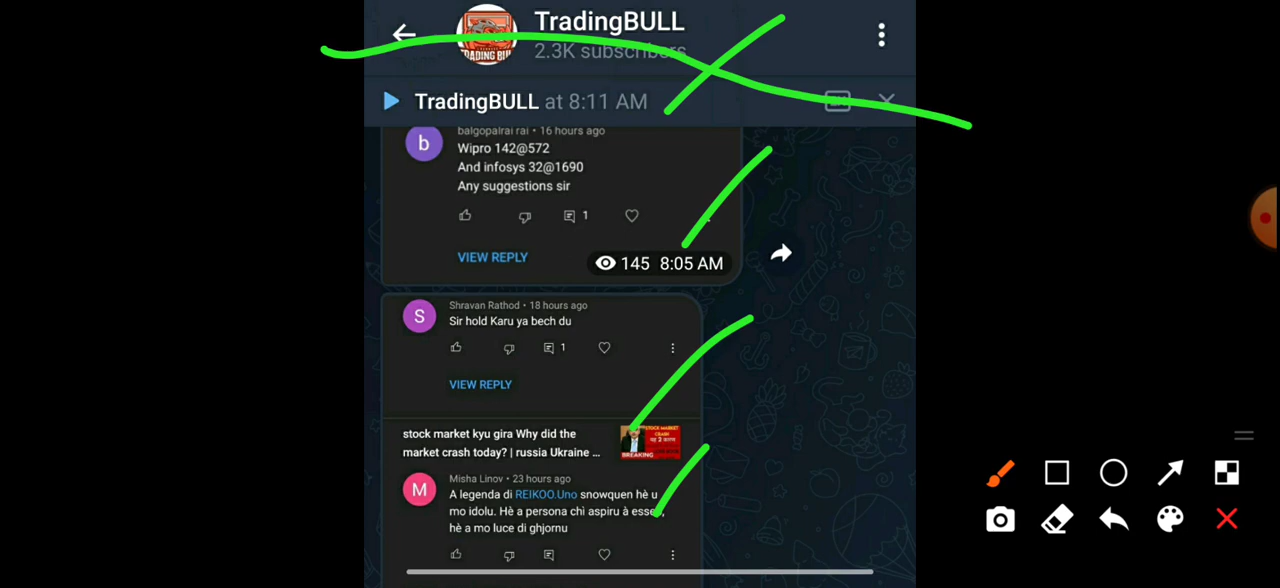 TradingBULL
2.3K subscribers
TradingBULL at 8:11 AM
b
balgopalrai rai • 16 hours ago
Wipro 142@572
And infosys 32@1690
Any suggestions sir
1
VIEW REPLY
145 8:05 AM
S
Shravan Rathod • 18 hours ago
Sir hold Karu ya bech du
1
VIEW REPLY
stock market kyu gira Why did the
market crash today? | russia Ukraine ...
STOCK MARKET
CRASH
BREAKING
M
Misha Linov • 23 hours ago
A legenda di REIKOO.Uno snowquen hè u
mo idolu. Hè a persona chì aspiru à
hè a mo luce di ghjornu